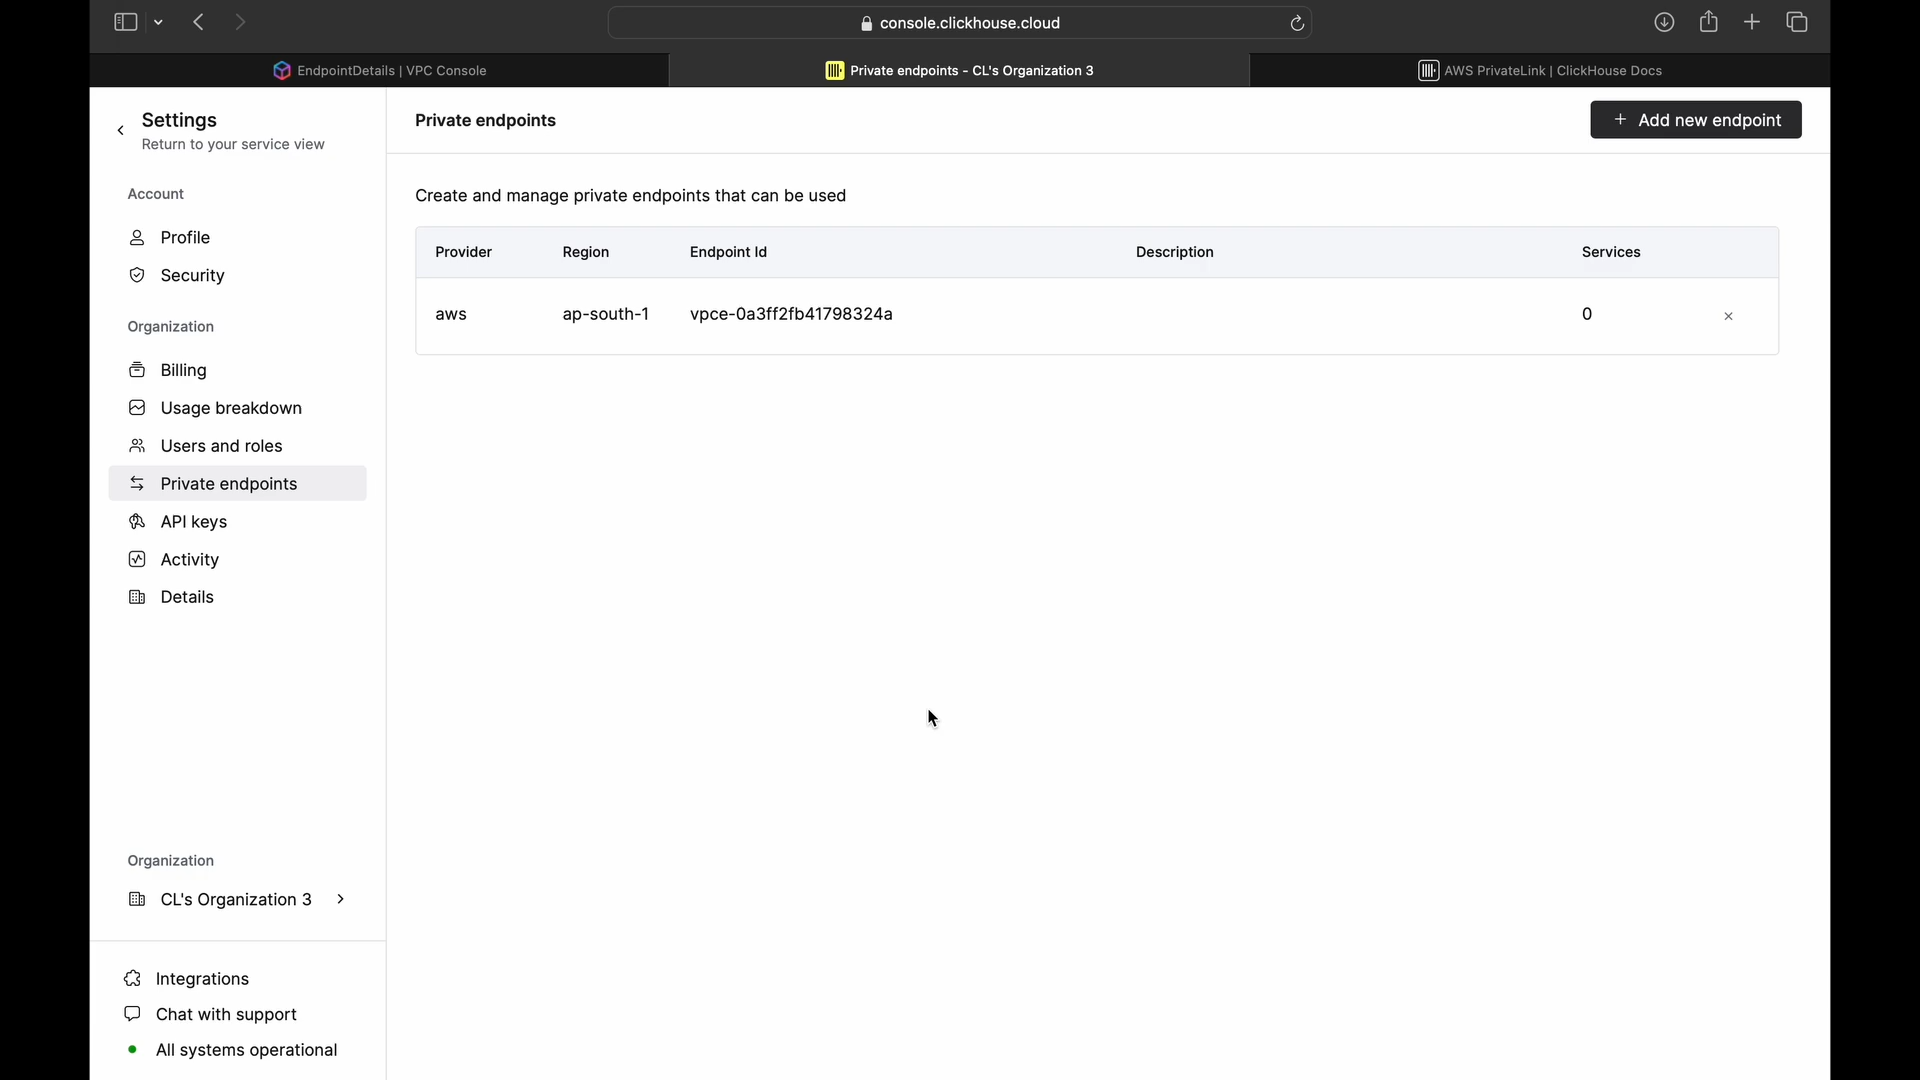 console.clickhouse.cloud
EndpointDetails | VPC Console
Private endpoints - CL's Organization 3
AWS PrivateLink | ClickHouse Docs
Settings
Return to your service view
Account
Profile
Security
Organization
Billing
Usage breakdown
Users and roles
Private endpoints
API keys
Activity
Details
Organization
CL's Organization 3
Integrations
Chat with support
All systems operational
Private endpoints
Add new endpoint
Create and manage private endpoints that can be used
Provider Region Endpoint Id Description Services
aws ap-south-1 vpce-0a3ff2fb41798324a 0